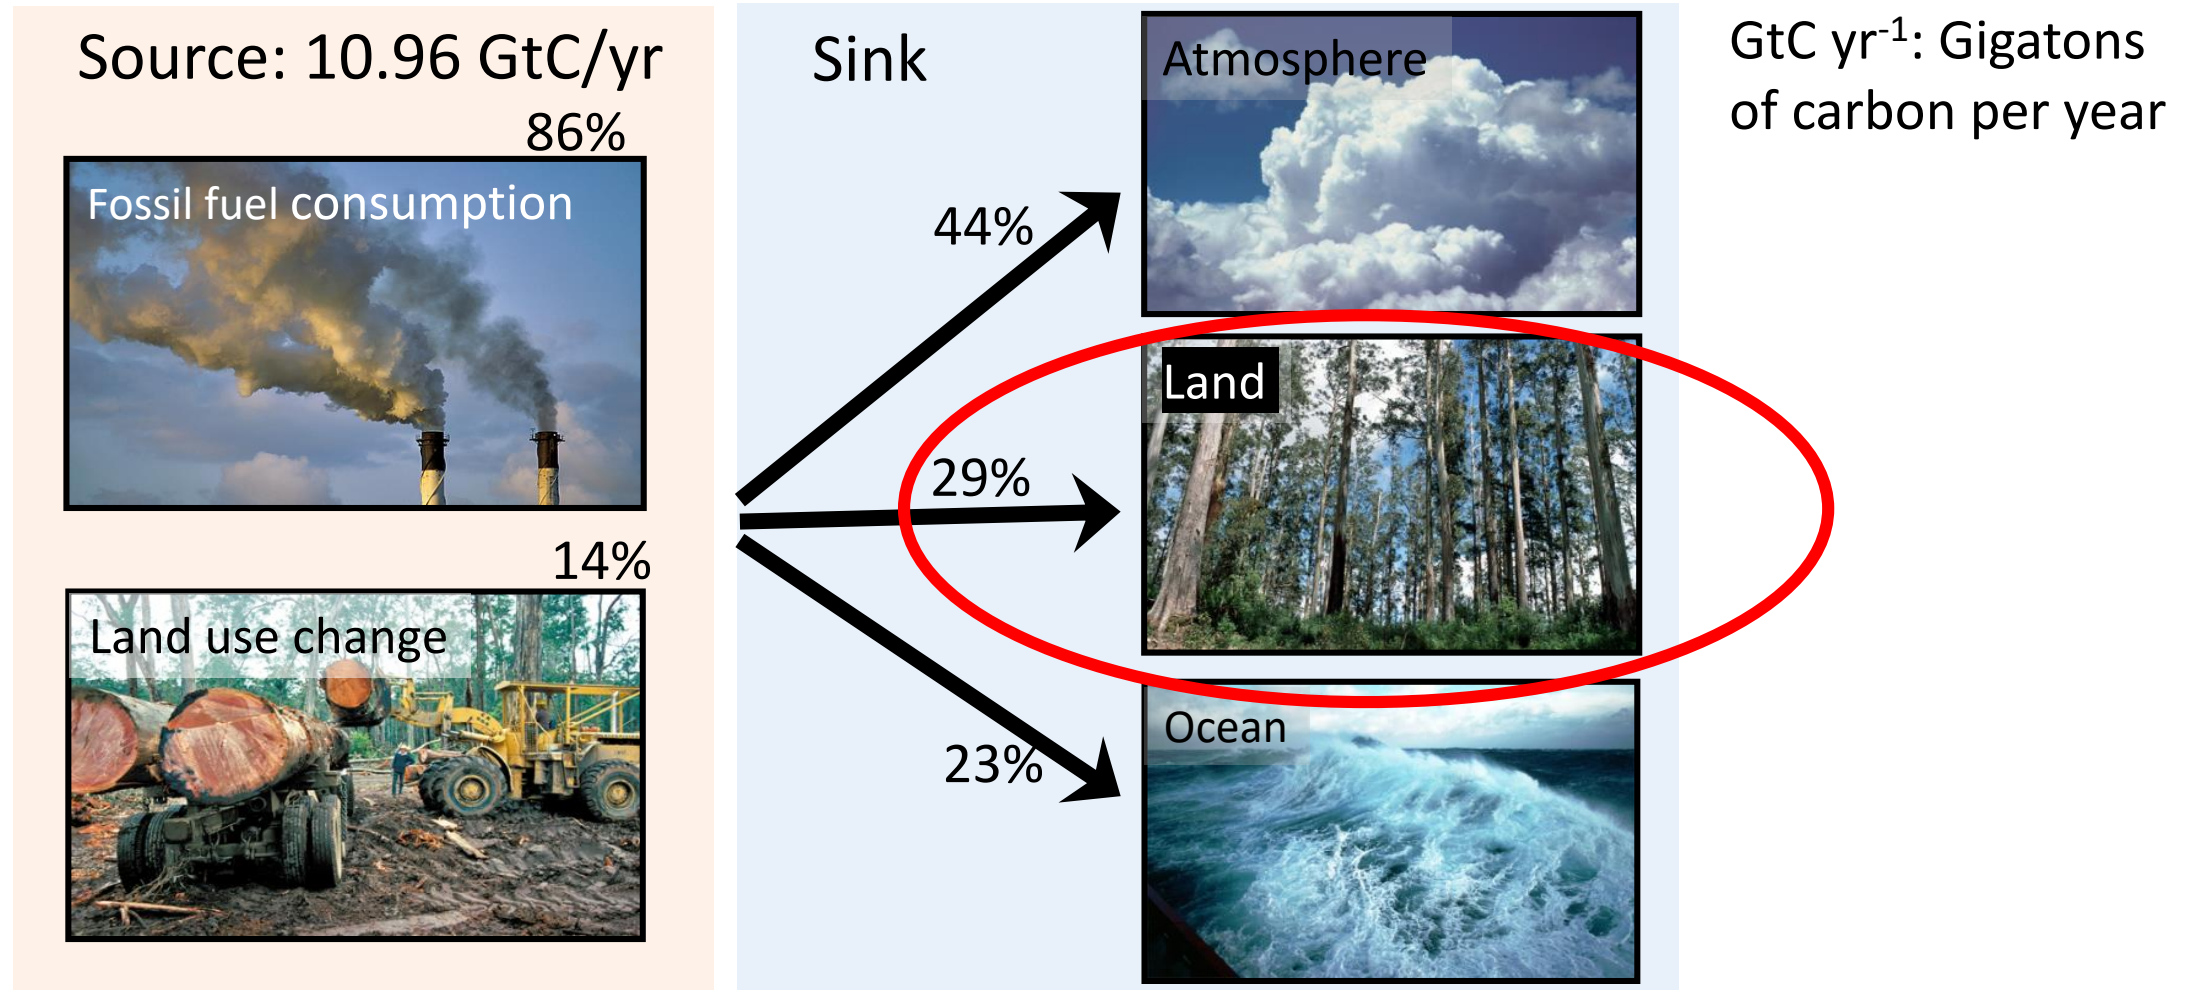 Source: 10.96 GtC/yr
86%
Fossil fuel consumption
14%
Land use change
Sink
44%
29%
23%
Atmosphere
Land
Ocean
GtC yr⁻¹: Gigatons
of carbon per year